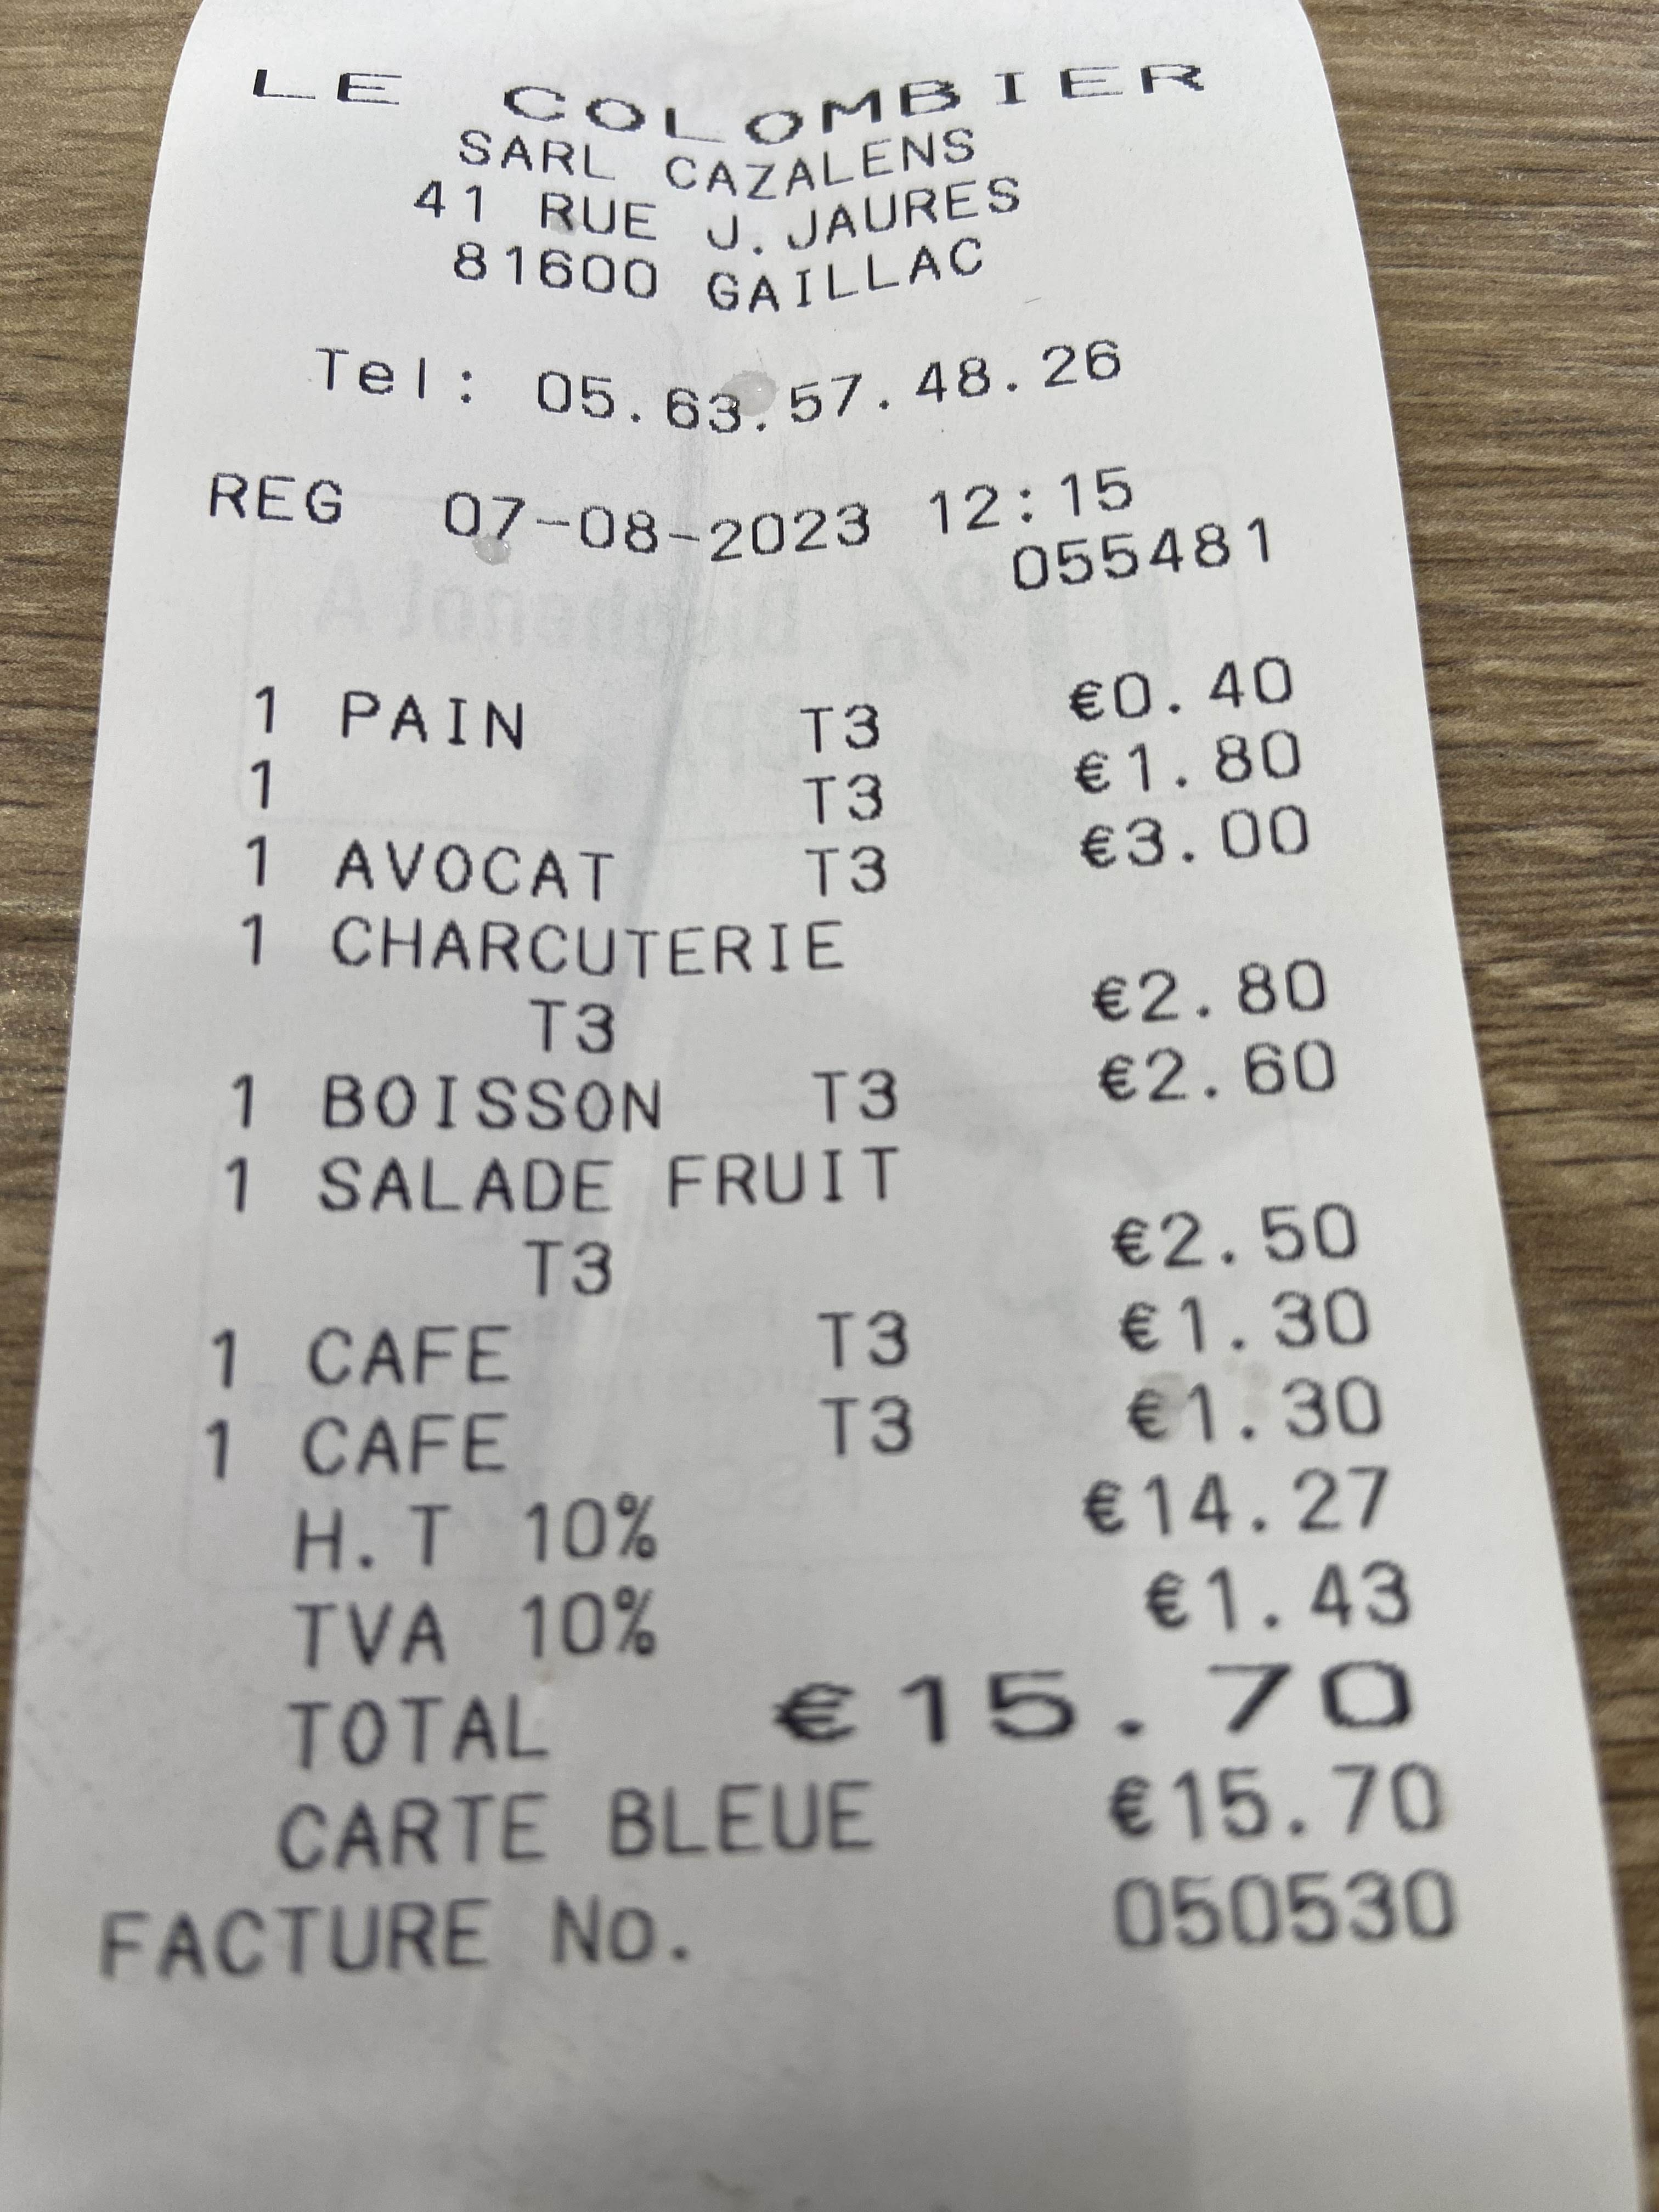 LE COLOMBIER
SARL CAZALENS
41 RUE J.JAURES
81600 GAILLAC
Tel: 05.63.57.48.26
REG 07-08-2023 12:15
055481
1 PAIN T3 €0.40
1 T3 €1.80
1 AVOCAT T3 €3.00
1 CHARCUTERIE
T3 €2.80
1 BOISSON T3 €2.60
1 SALADE FRUIT
T3 €2.50
1 CAFE T3 €1.30
1 CAFE T3 €1.30
H.T 10% €14.27
TVA 10% €1.43
TOTAL €15.70
CARTE BLEUE €15.70
FACTURE No. 050530